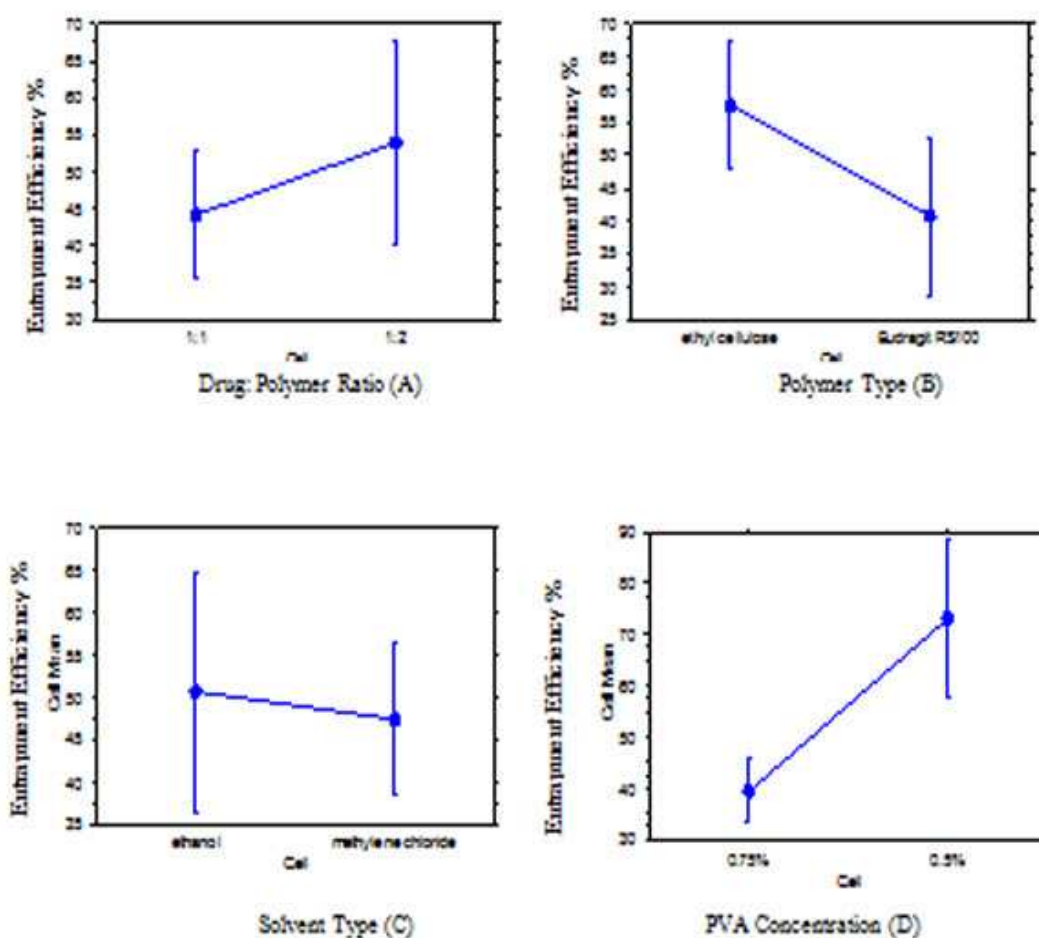 70
65
60
55
50
45
40
35
30
Entrapment Efficiency %
1:1
1:2
Cell
Drug: Polymer Ratio (A)
70
65
60
55
50
45
40
35
30
25
Entrapment Efficiency %
ethyl cellulose
Eudragit RS100
Cell
Polymer Type (B)
70
65
60
55
50
45
40
35
Entrapment Efficiency %
Cell Mean
ethanol
methylene chloride
Cell
Solvent Type (C)
90
80
70
60
50
40
30
Entrapment Efficiency %
Cell Mean
0.75%
0.5%
Cell
PVA Concentration (D)